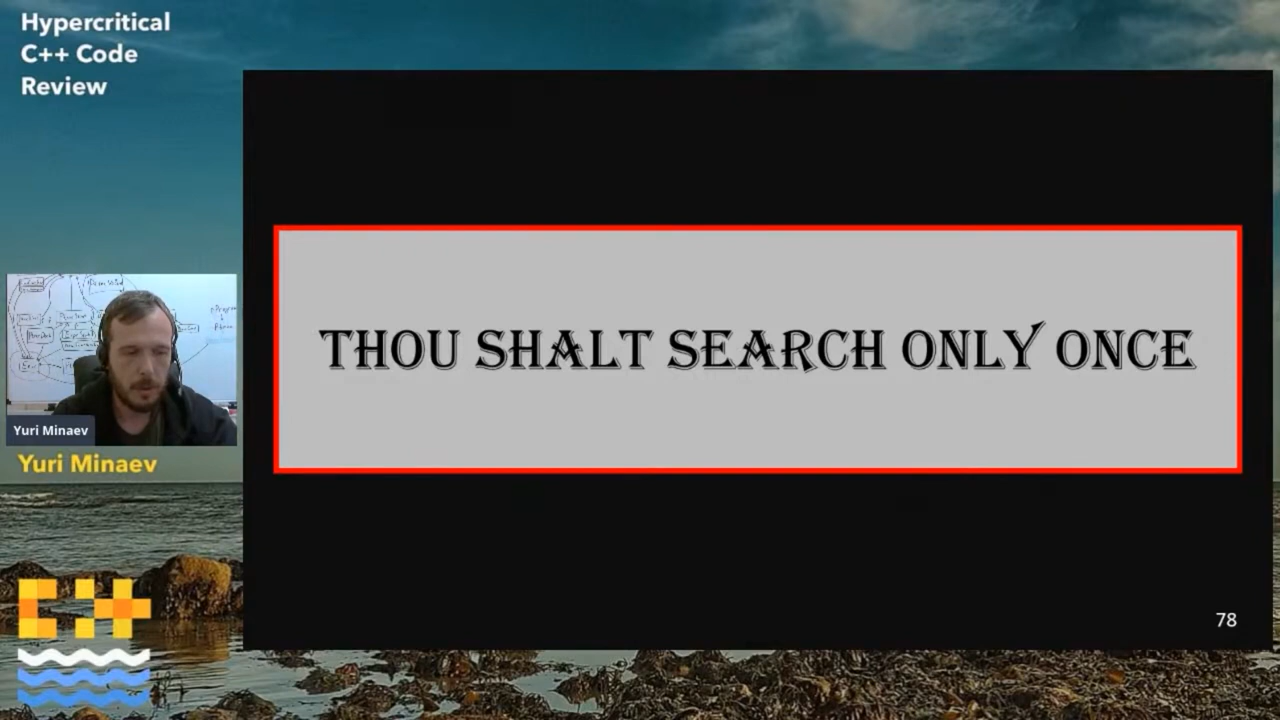 Hypercritical
C++ Code
Review
THOU SHALT SEARCH ONLY ONCE
Yuri Minaev
Yuri Minaev
78